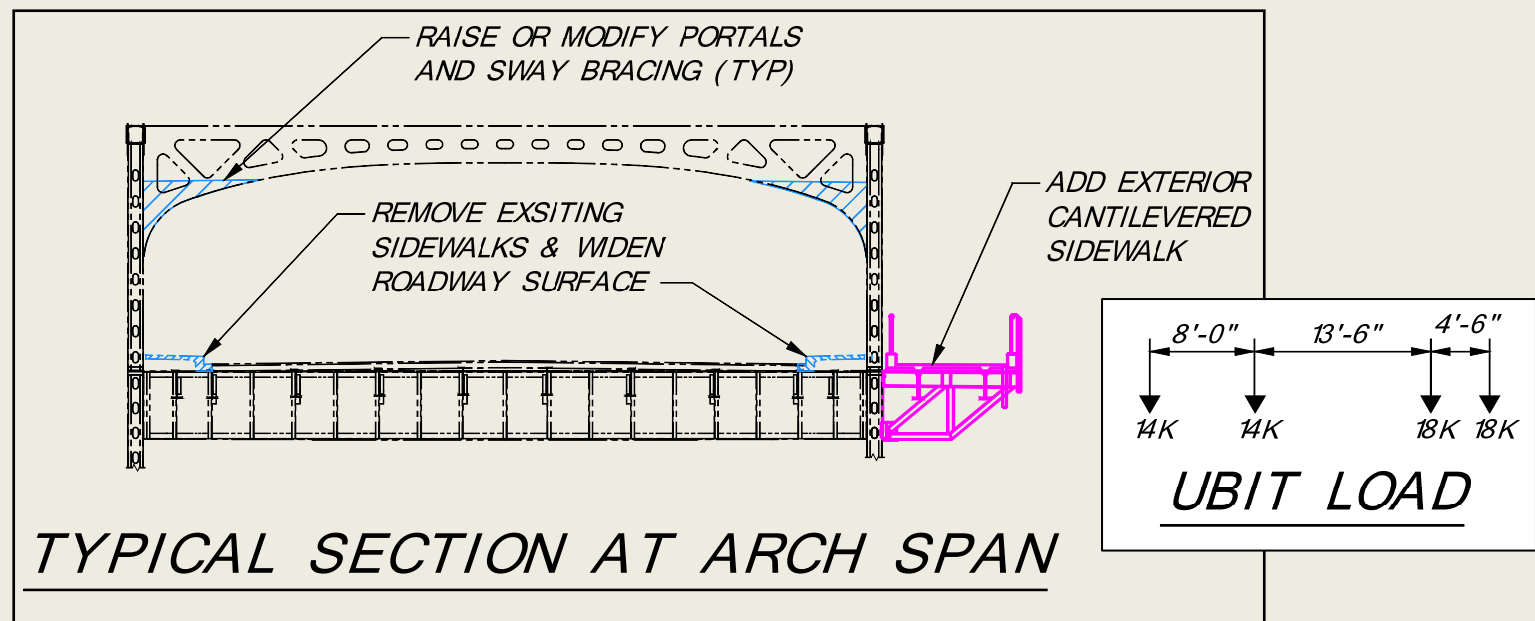 RAISE OR MODIFY PORTALS
AND SWAY BRACING (TYP)
REMOVE EXSITING
SIDEWALKS & WIDEN
ROADWAY SURFACE
ADD EXTERIOR
CANTILEVERED
SIDEWALK
8'-0" 13'-6" 4'-6"
14K 14K 18K 18K
UBIT LOAD
TYPICAL SECTION AT ARCH SPAN